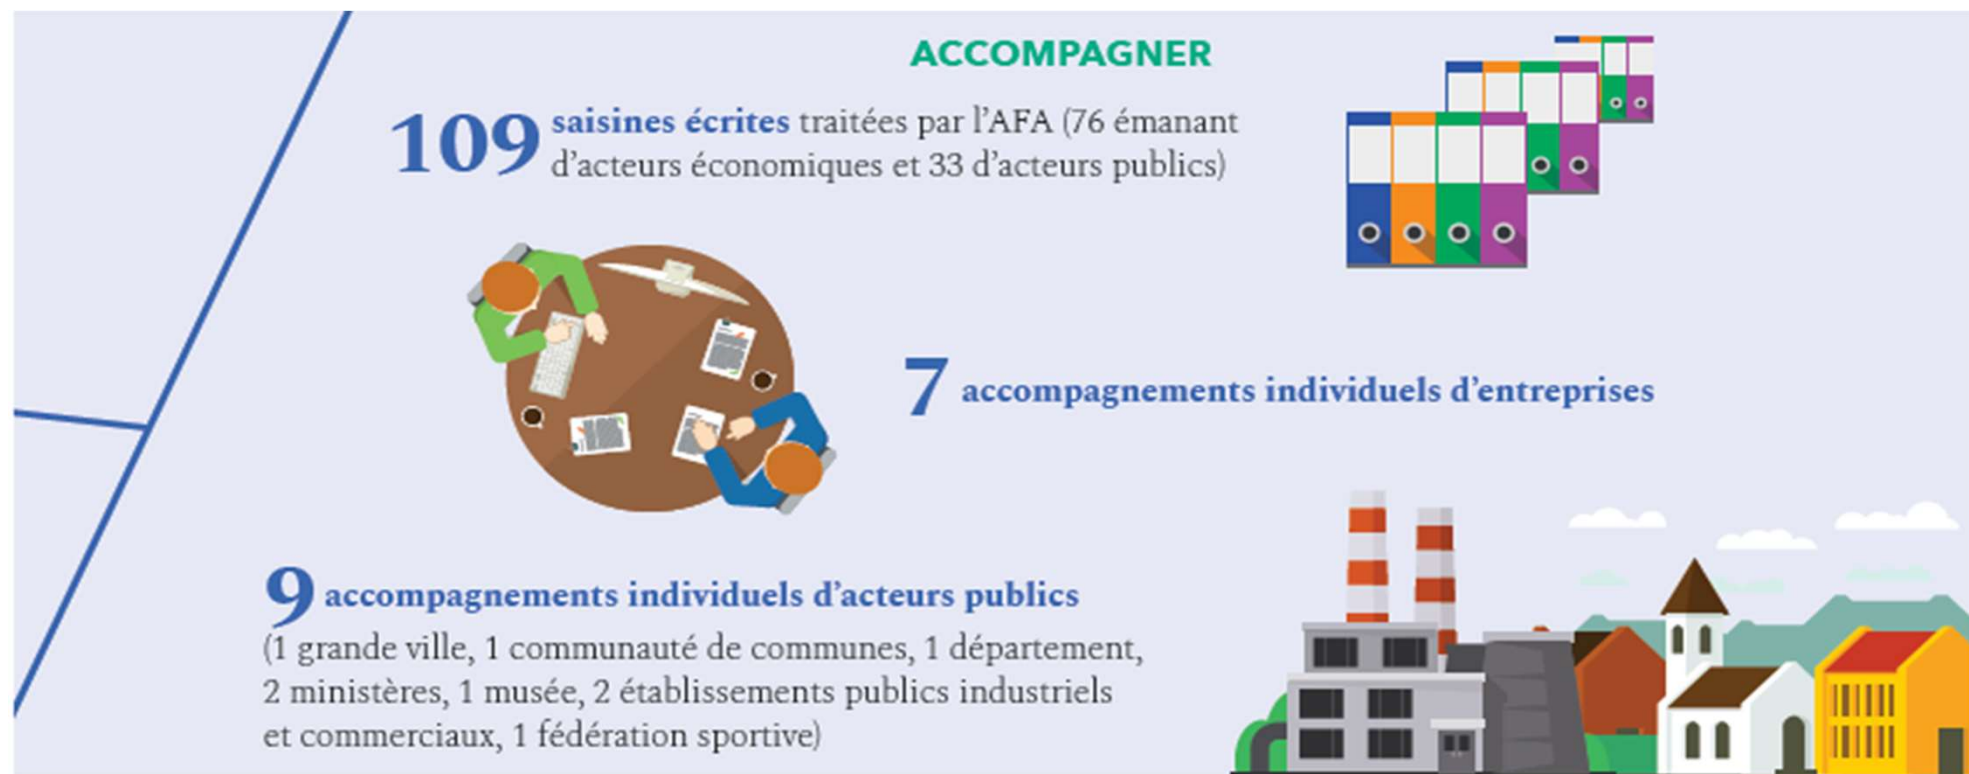 ACCOMPAGNER
109 saisines écrites traitées par l’AFA (76 émanant
d’acteurs économiques et 33 d’acteurs publics)
7 accompagnements individuels d’entreprises
9 accompagnements individuels d’acteurs publics
(1 grande ville, 1 communauté de communes, 1 département,
2 ministères, 1 musée, 2 établissements publics industriels
et commerciaux, 1 fédération sportive)